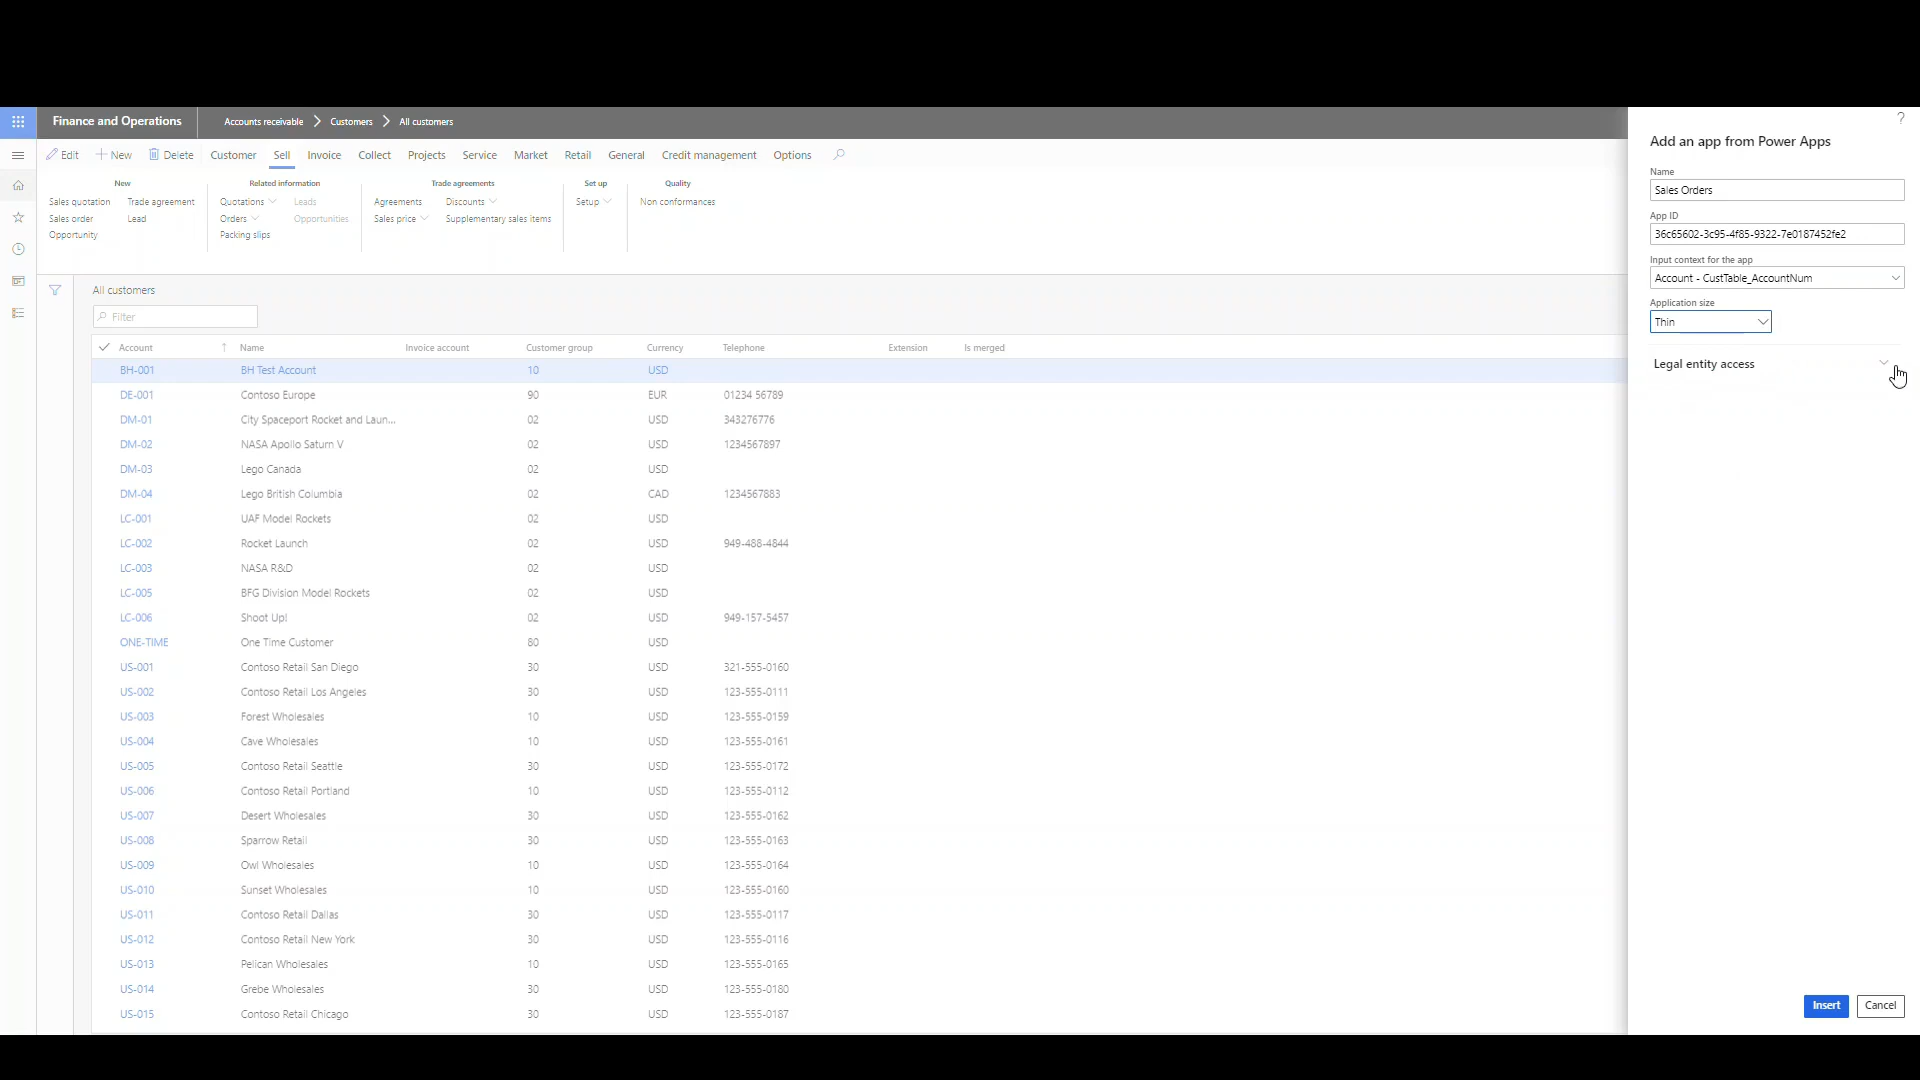 Finance and Operations
Accounts receivable Customers All customers
Edit New Delete Customer Sell Invoice Collect Projects Service Market Retail General Credit management Options
New Related information Trade agreements Set up Quality
Sales quotation Trade agreement Quotations Leads Agreements Discounts Setup Non conformances
Sales order Lead Orders Opportunities Sales price Supplementary sales items
Opportunity Packing slips
All customers
Filter
Account Name Invoice account Customer group Currency Telephone Extension Is merged
BH-001 BH Test Account 10 USD
DE-001 Contoso Europe 90 EUR 01234 56789
DM-01 City Spaceport Rocket and Laun... 02 USD 343276776
DM-02 NASA Apollo Saturn V 02 USD 1234567897
DM-03 Lego Canada 02 USD
DM-04 Lego British Columbia 02 CAD 1234567883
LC-001 UAF Model Rockets 02 USD
LC-002 Rocket Launch 02 USD 949-488-4844
LC-003 NASA R&D 02 USD
LC-005 BFG Division Model Rockets 02 USD
LC-006 Shoot Up! 02 USD 949-157-5457
ONE-TIME One Time Customer 80 USD
US-001 Contoso Retail San Diego 30 USD 321-555-0160
US-002 Contoso Retail Los Angeles 30 USD 123-555-0111
US-003 Forest Wholesales 10 USD 123-555-0159
US-004 Cave Wholesales 10 USD 123-555-0161
US-005 Contoso Retail Seattle 30 USD 123-555-0172
US-006 Contoso Retail Portland 10 USD 123-555-0112
US-007 Desert Wholesales 30 USD 123-555-0162
US-008 Sparrow Retail 30 USD 123-555-0163
US-009 Owl Wholesales 10 USD 123-555-0164
US-010 Sunset Wholesales 10 USD 123-555-0160
US-011 Contoso Retail Dallas 30 USD 123-555-0117
US-012 Contoso Retail New York 30 USD 123-555-0116
US-013 Pelican Wholesales 10 USD 123-555-0165
US-014 Grebe Wholesales 30 USD 123-555-0180
US-015 Contoso Retail Chicago 30 USD 123-555-0187
?
Add an app from Power Apps
Name
Sales Orders
App ID
36c65602-3c95-4f85-9322-7e0187452fe2
Input context for the app
Account - CustTable_AccountNum
Application size
Thin
Legal entity access
Insert Cancel